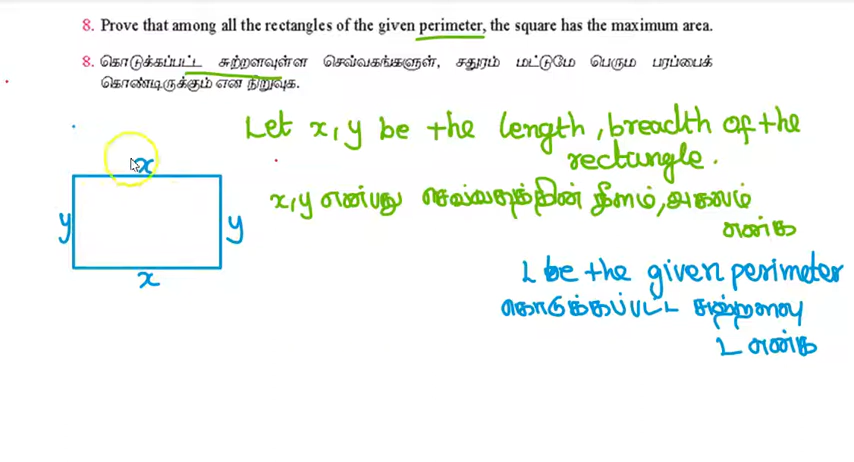 8. Prove that among all the rectangles of the given perimeter, the square has the maximum area.
8. கொடுக்கப்பட்ட சுற்றளவுள்ள செவ்வகங்களுள், சதுரம் மட்டுமே பெரும பரப்பைக்
கொண்டிருக்கும் என நிறுவுக.
Let x, y be the length, breadth of the
rectangle.
x, y என்பது செவ்வகத்தின் நீளம், அகலம்
என்க
x
y
y
x
L be the given perimeter
கொடுக்கப்பட்ட சுற்றளவு
L என்க